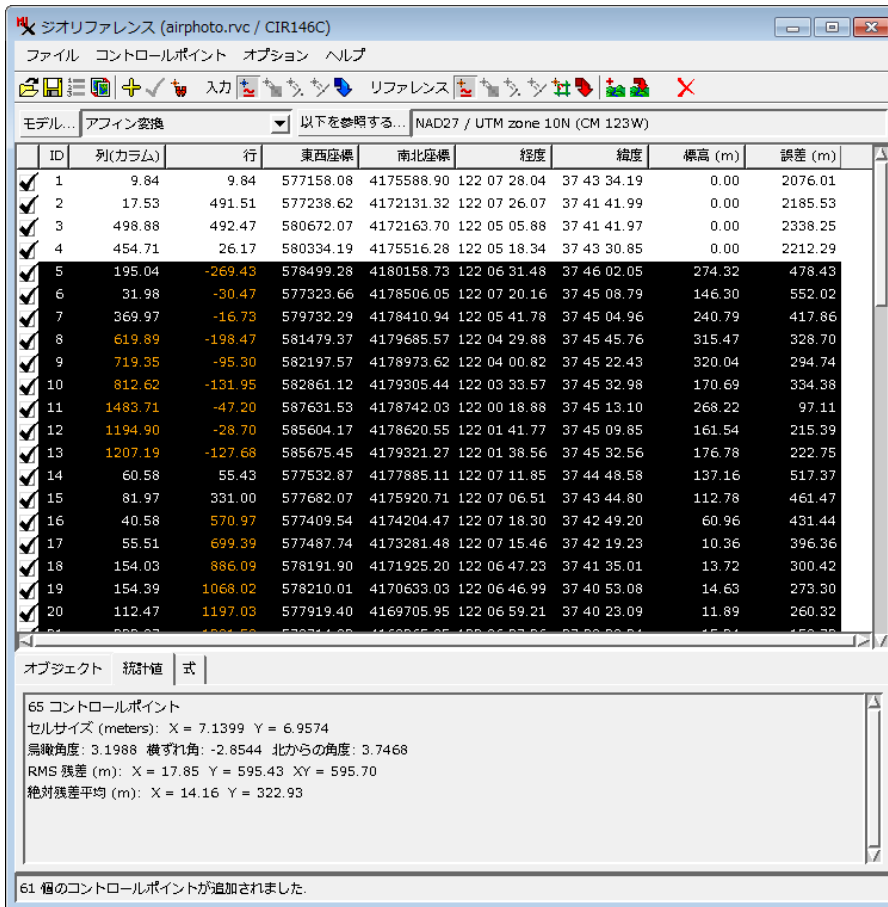 ジオリファレンス (airphoto.rvc / CIR146C)
ファイル コントロールポイント オプション ヘルプ
入力 リファレンス
モデル... アフィン変換 以下を参照する... NAD27 / UTM zone 10N (CM 123W)
ID 列(カラム) 行 東西座標 南北座標 経度 緯度 標高 (m) 誤差 (m)
1 9.84 9.84 577158.08 4175588.90 122 07 28.04 37 43 34.19 0.00 2076.01
2 17.53 491.51 577238.62 4172131.32 122 07 26.07 37 41 41.99 0.00 2185.53
3 498.88 492.47 580672.07 4172163.70 122 05 05.88 37 41 41.97 0.00 2338.25
4 454.71 26.17 580334.19 4175516.28 122 05 18.34 37 43 30.85 0.00 2212.29
5 195.04 -269.43 578499.28 4180158.73 122 06 31.48 37 46 02.05 274.32 478.43
6 31.98 -30.47 577323.66 4178506.05 122 07 20.16 37 45 08.79 146.30 552.02
7 369.97 -16.73 579732.29 4178410.94 122 05 41.78 37 45 04.96 240.79 417.86
8 619.89 -198.47 581479.37 4179685.57 122 04 29.88 37 45 45.76 315.47 328.70
9 719.35 -95.30 582197.57 4178973.62 122 04 00.82 37 45 22.43 320.04 294.74
10 812.62 -131.95 582861.12 4179305.44 122 03 33.57 37 45 32.98 170.69 334.38
11 1483.71 -47.20 587631.53 4178742.03 122 00 18.88 37 45 13.10 268.22 97.11
12 1194.90 -28.70 585604.17 4178620.55 122 01 41.77 37 45 09.85 161.54 215.39
13 1207.19 -127.68 585675.45 4179321.27 122 01 38.56 37 45 32.56 176.78 222.75
14 60.58 55.43 577532.87 4177885.11 122 07 11.85 37 44 48.58 137.16 517.37
15 81.97 331.00 577682.07 4175920.71 122 07 06.51 37 43 44.80 112.78 461.47
16 40.58 570.97 577409.54 4174204.47 122 07 18.30 37 42 49.20 60.96 431.44
17 55.51 699.39 577487.74 4173281.48 122 07 15.46 37 42 19.23 10.36 396.36
18 154.03 886.09 578191.90 4171925.20 122 06 47.23 37 41 35.01 13.72 300.42
19 154.39 1068.02 578210.01 4170633.03 122 06 46.99 37 40 53.08 14.63 273.30
20 112.47 1197.03 577919.40 4169705.95 122 06 59.21 37 40 23.09 11.89 260.32
オブジェクト 統計値 式
65 コントロールポイント
セルサイズ (meters): X = 7.1399 Y = 6.9574
鳥瞰角度: 3.1988 横ずれ角: -2.8544 北からの角度: 3.7468
RMS 残差 (m): X = 17.85 Y = 595.43 XY = 595.70
絶対残差平均 (m): X = 14.16 Y = 322.93
61 個のコントロールポイントが追加されました.